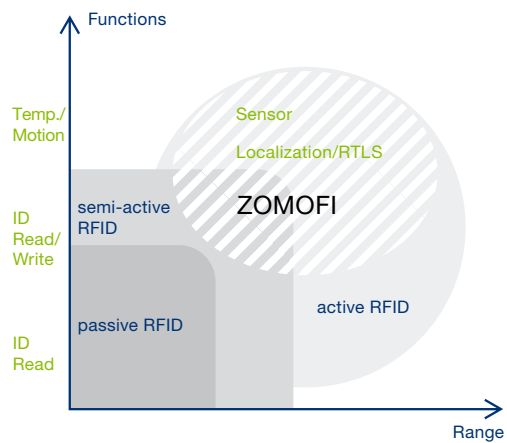 Functions
Temp./
Motion
Sensor
Localization/RTLS
ID
Read/
Write
semi-active
RFID
ZOMOFI
active RFID
passive RFID
ID
Read
Range